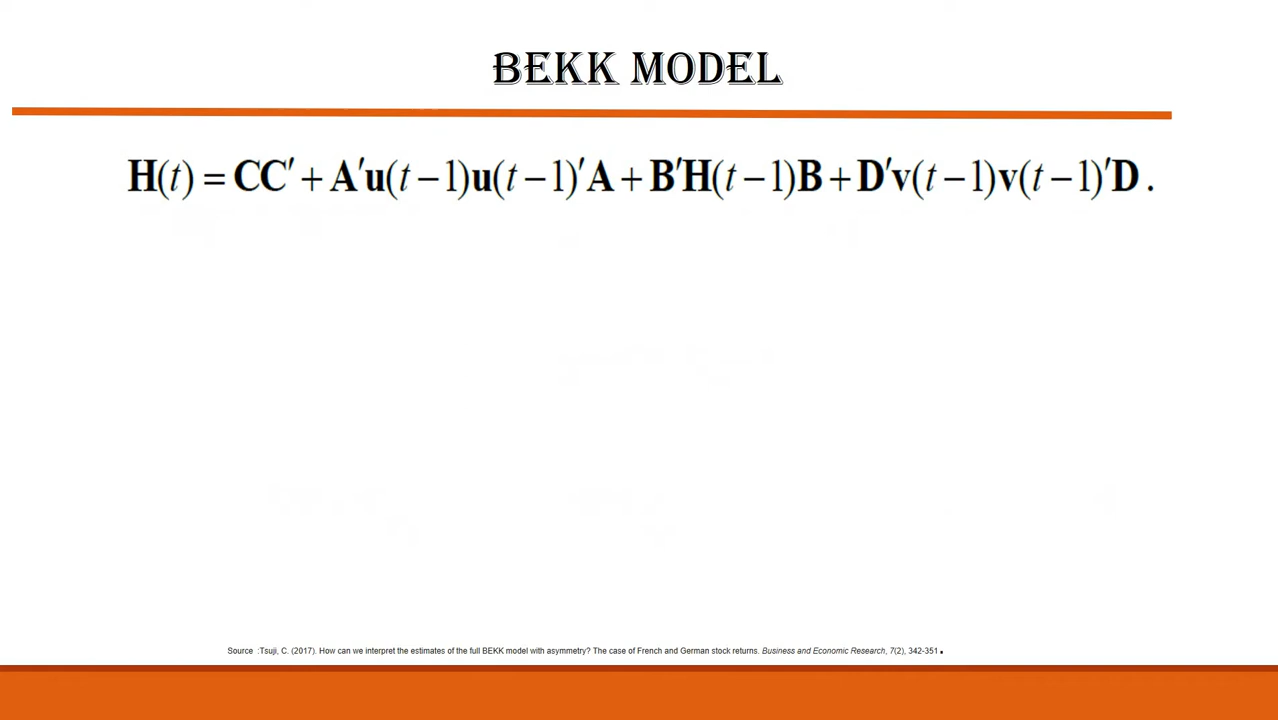 BEKK MODEL
H(t) = CC′ + A′u(t−1)u(t−1)′A + B′H(t−1)B + D′v(t−1)v(t−1)′D .
Source :Tsuji, C. (2017). How can we interpret the estimates of the full BEKK model with asymmetry? The case of French and German stock returns. Business and Economic Research, 7(2), 342-351.